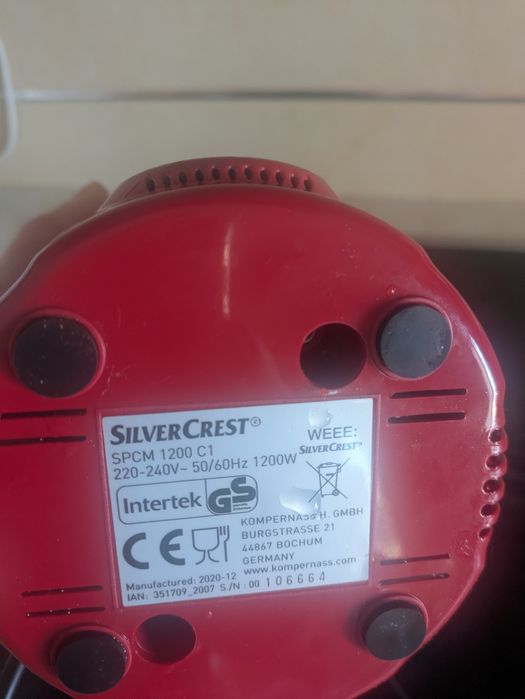 SILVERCREST®
SPCM 1200 C1
220-240V~ 50/60Hz 1200W
WEEE:
SILVERCREST
Intertek GS
CE
KOMPERNASS H. GMBH
BURGSTRASSE 21
44867 BOCHUM
GERMANY
www.kompernass.com
Manufactured: 2020-12
IAN: 351709_2007 S/N: 00 106664